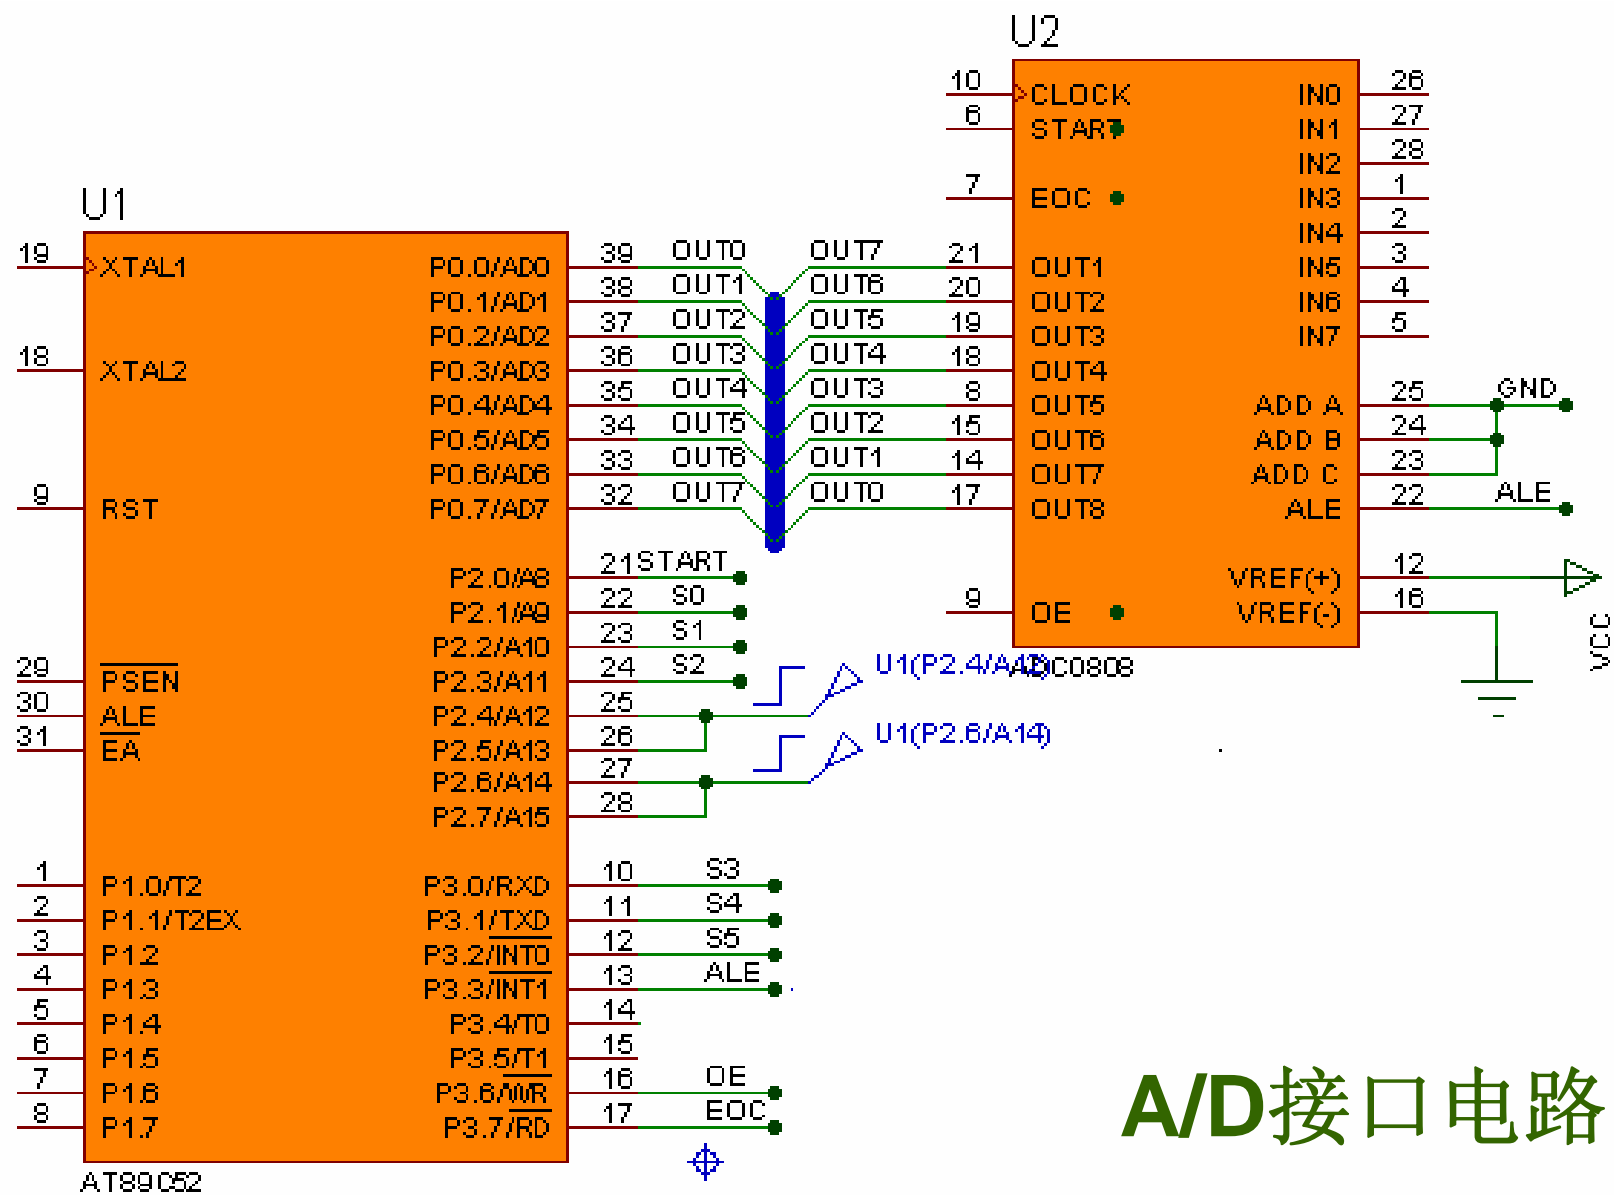 U2
10 CLOCK IN0 26
6 START IN1 27
IN2 28
7 EOC IN3 1
IN4 2
21 OUT1 IN5 3
20 OUT2 IN6 4
19 OUT3 IN7 5
18 OUT4
8 OUT5 ADD A 25 GND
15 OUT6 ADD B 24
14 OUT7 ADD C 23
17 OUT8 ALE 22 ALE
VREF(+) 12
9 OE VREF(-) 16
VCC
ADC0808
U1
19 XTAL1 P0.0/AD0 39 OUT0 OUT7
P0.1/AD1 38 OUT1 OUT6
P0.2/AD2 37 OUT2 OUT5
18 XTAL2 P0.3/AD3 36 OUT3 OUT4
P0.4/AD4 35 OUT4 OUT3
P0.5/AD5 34 OUT5 OUT2
P0.6/AD6 33 OUT6 OUT1
9 RST P0.7/AD7 32 OUT7 OUT0
P2.0/A8 21 START
P2.1/A9 22 S0
P2.2/A10 23 S1
29 PSEN P2.3/A11 24 S2
30 ALE P2.4/A12 25 U1(P2.4/A12)
31 EA P2.5/A13 26
P2.6/A14 27 U1(P2.6/A14)
P2.7/A15 28
1 P1.0/T2 P3.0/RXD 10 S3
2 P1.1/T2EX P3.1/TXD 11 S4
3 P1.2 P3.2/INT0 12 S5
4 P1.3 P3.3/INT1 13 ALE
5 P1.4 P3.4/T0 14
6 P1.5 P3.5/T1 15
7 P1.6 P3.6/WR 16 OE
8 P1.7 P3.7/RD 17 EOC
AT89C52
A/D接口电路